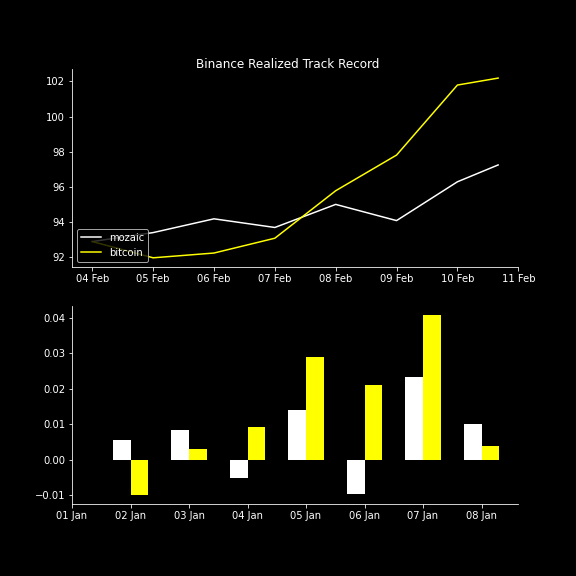 Binance Realized Track Record
102
100
98
96
94
92
mozaic
bitcoin
04 Feb 05 Feb 06 Feb 07 Feb 08 Feb 09 Feb 10 Feb 11 Feb
0.04
0.03
0.02
0.01
0.00
−0.01
01 Jan 02 Jan 03 Jan 04 Jan 05 Jan 06 Jan 07 Jan 08 Jan